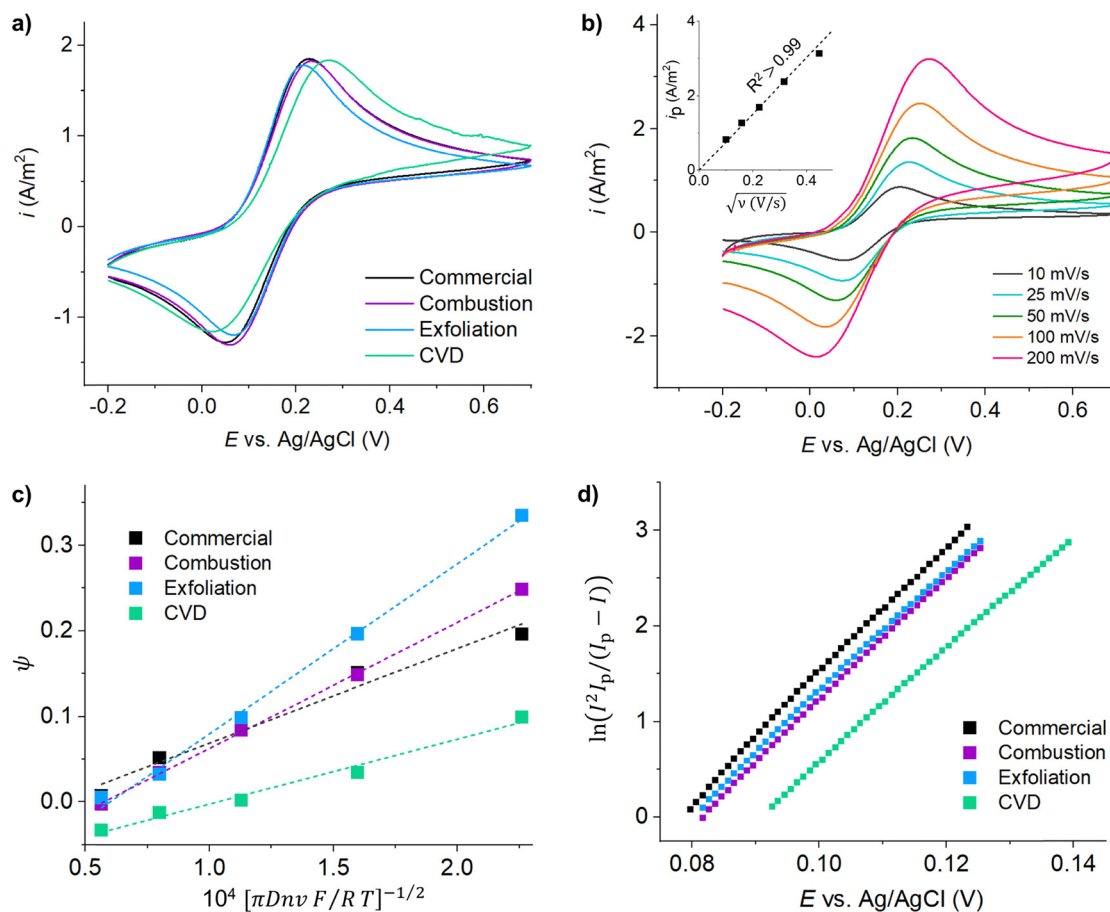 a)
i (A/m²)
2
1
0
-1
Commercial
Combustion
Exfoliation
CVD
-0.2 0.0 0.2 0.4 0.6
E vs. Ag/AgCl (V)
b)
i (A/m²)
4
2
0
-2
iₚ (A/m²)
4
2
0
R² > 0.99
0.0 0.2 0.4
√ν (V/s)
10 mV/s
25 mV/s
50 mV/s
100 mV/s
200 mV/s
-0.2 0.0 0.2 0.4 0.6
E vs. Ag/AgCl (V)
c)
ψ
0.3
0.2
0.1
0.0
Commercial
Combustion
Exfoliation
CVD
0.5 1.0 1.5 2.0
10⁴ [πDnν F/R T]⁻¹/²
d)
ln(I²Iₚ/(Iₚ − I))
3
2
1
0
Commercial
Combustion
Exfoliation
CVD
0.08 0.10 0.12 0.14
E vs. Ag/AgCl (V)